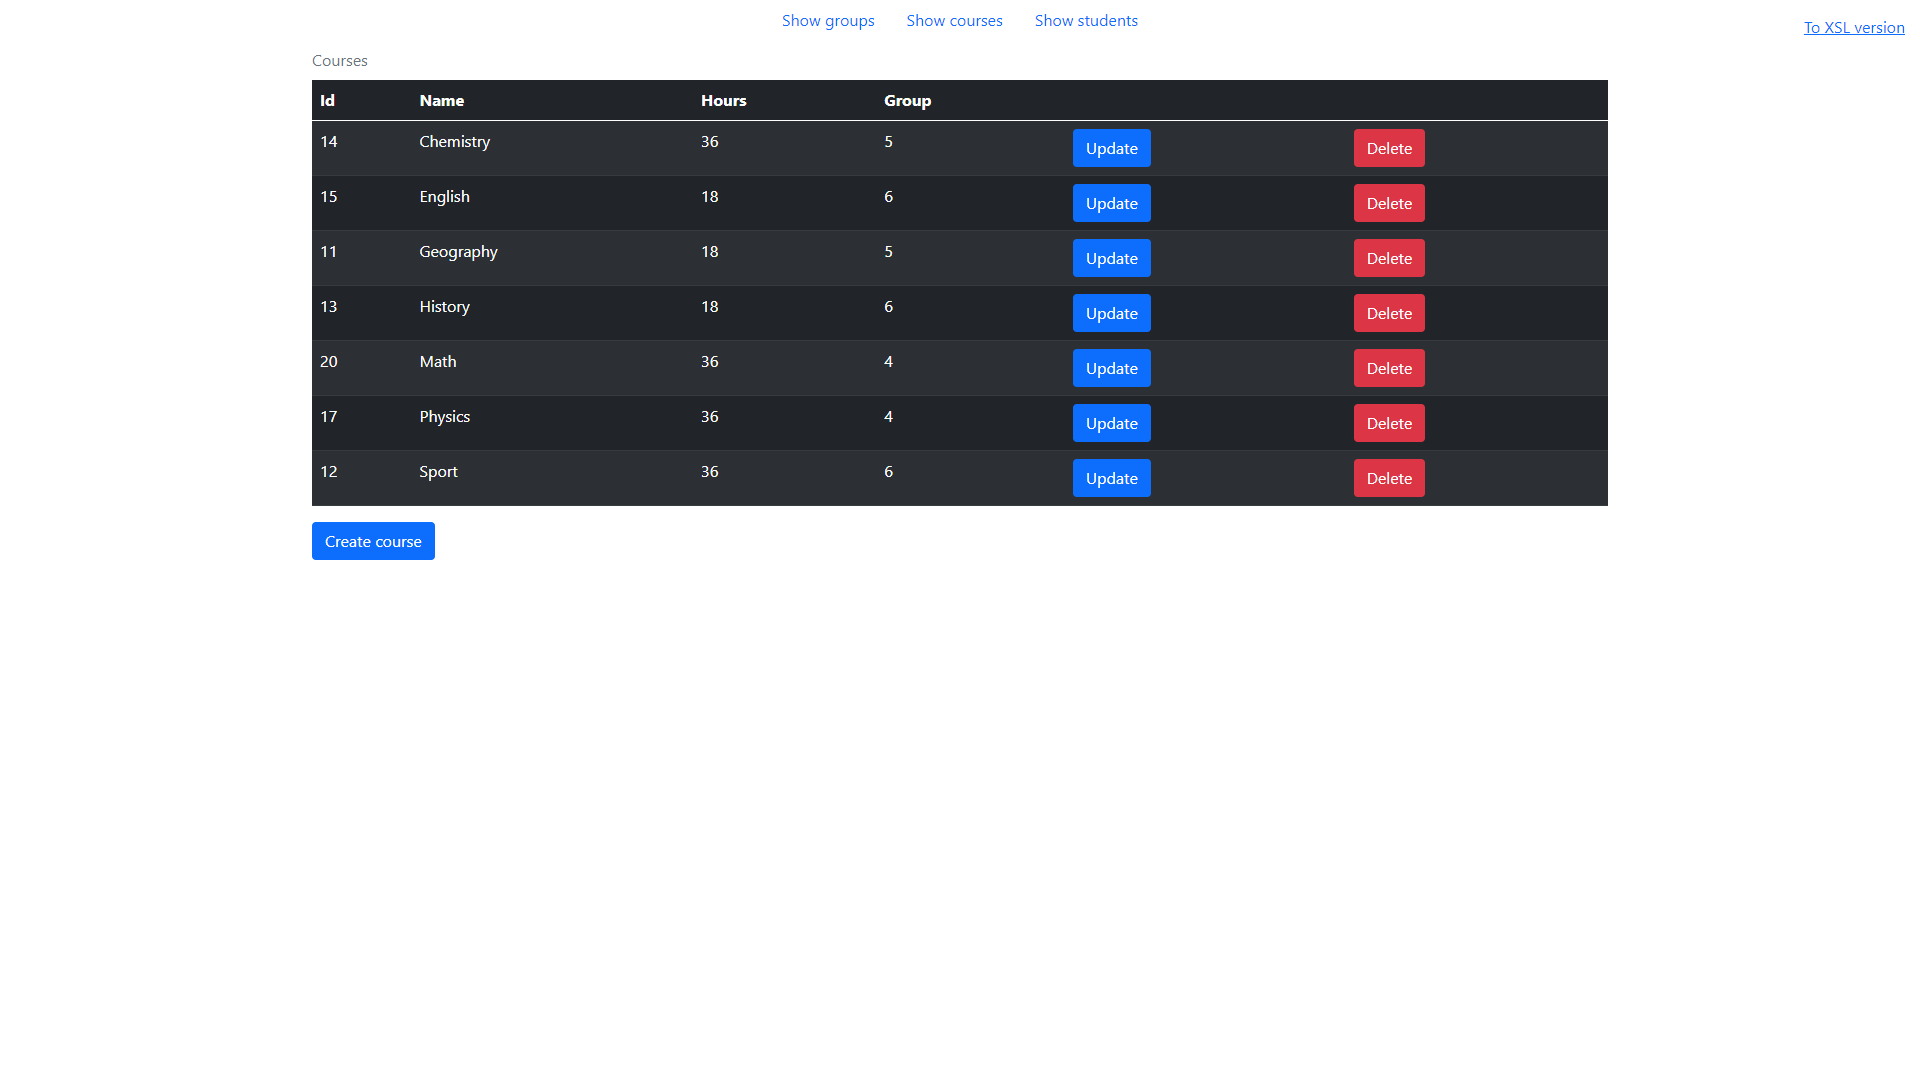 Show groups Show courses Show students
To XSL version
Courses
Id Name Hours Group
14 Chemistry 36 5 Update Delete
15 English 18 6 Update Delete
11 Geography 18 5 Update Delete
13 History 18 6 Update Delete
20 Math 36 4 Update Delete
17 Physics 36 4 Update Delete
12 Sport 36 6 Update Delete
Create course